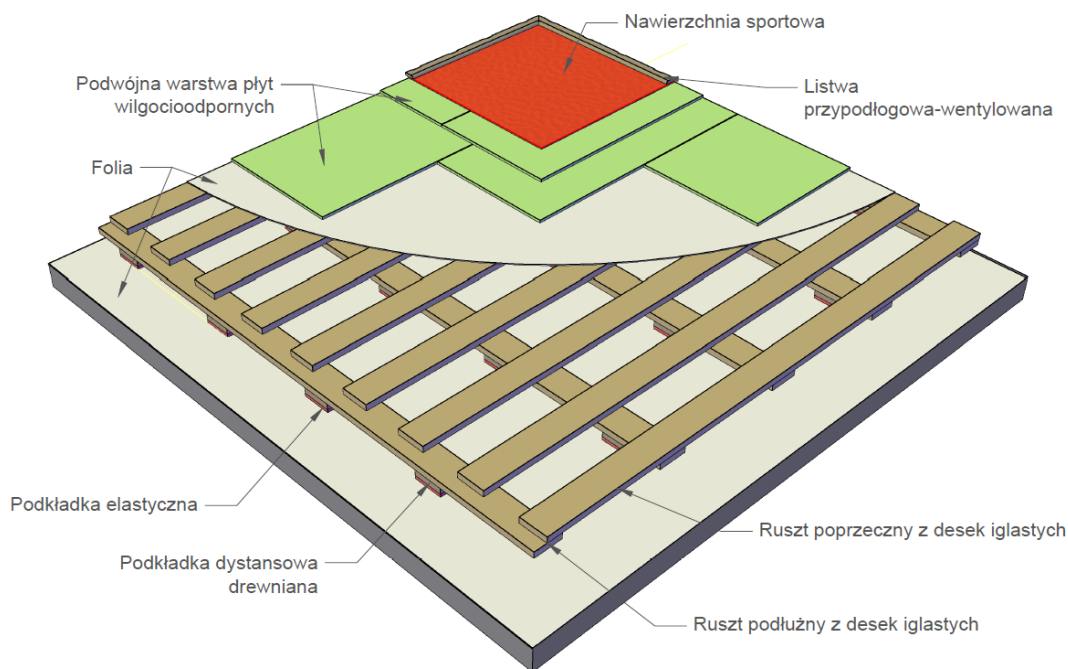 Nawierzchnia sportowa
Podwójna warstwa płyt
wilgocioodpornych
Listwa
przypodłogowa-wentylowana
Folia
Podkładka elastyczna
Ruszt poprzeczny z desek iglastych
Podkładka dystansowa
drewniana
Ruszt podłużny z desek iglastych